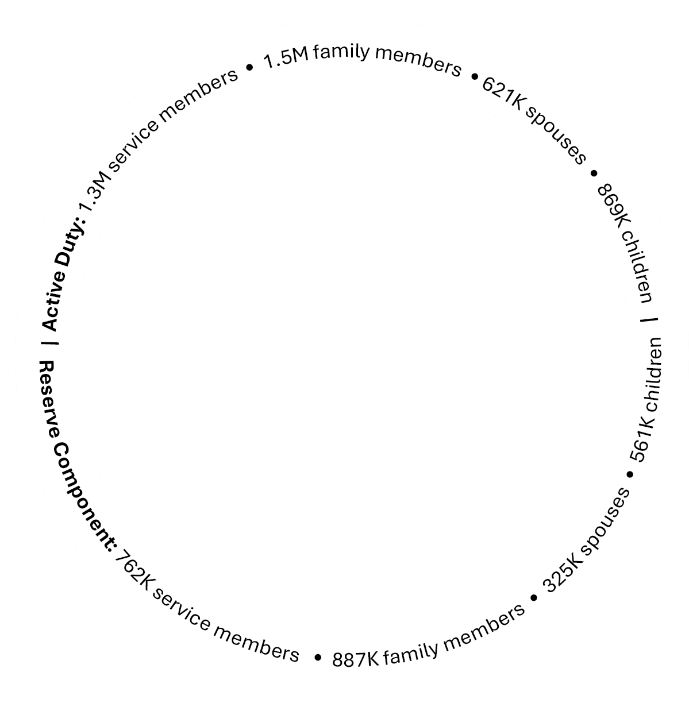 Active Duty: 1.3M service members • 1.5M family members • 621K spouses • 869K children |
Reserve Component: 762K service members • 887K family members • 325K spouses • 561K children |